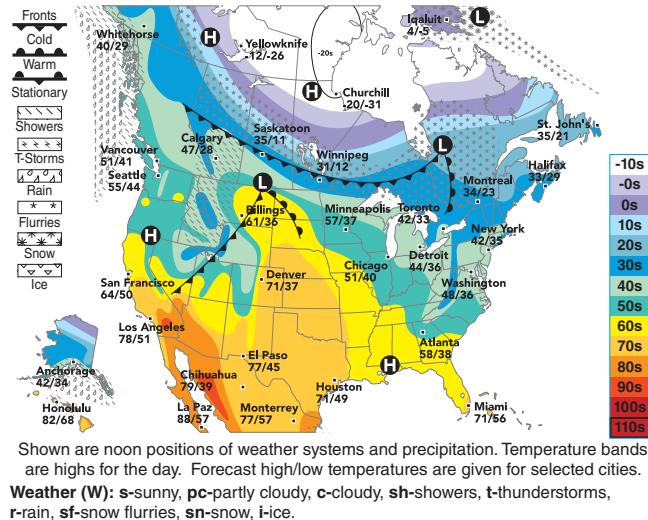 Fronts
Cold
Warm
Stationary
Showers
T-Storms
Rain
Flurries
Snow
Ice
Whitehorse
40/29
H
Yellowknife
-12/-26
-20s
Iqaluit
4/-5
L
H
Churchill
-20/-31
Vancouver
51/41
Seattle
55/44
Calgary
47/28
Saskatoon
35/11
Winnipeg
31/12
L
St. John's
35/21
Halifax
33/29
Montreal
34/23
L
Billings
61/36
Minneapolis
57/37
Toronto
42/33
New York
42/35
H
Detroit
44/36
Chicago
51/40
Washington
48/36
San Francisco
64/50
Denver
71/37
Los Angeles
78/51
Atlanta
58/38
El Paso
77/45
H
Chihuahua
79/39
Houston
71/49
Miami
71/56
La Paz
88/57
Monterrey
77/57
Anchorage
42/34
Honolulu
82/68
-10s
-0s
0s
10s
20s
30s
40s
50s
60s
70s
80s
90s
100s
110s
Shown are noon positions of weather systems and precipitation. Temperature bands
are highs for the day. Forecast high/low temperatures are given for selected cities.
Weather (W): s-sunny, pc-partly cloudy, c-cloudy, sh-showers, t-thunderstorms,
r-rain, sf-snow flurries, sn-snow, i-ice.